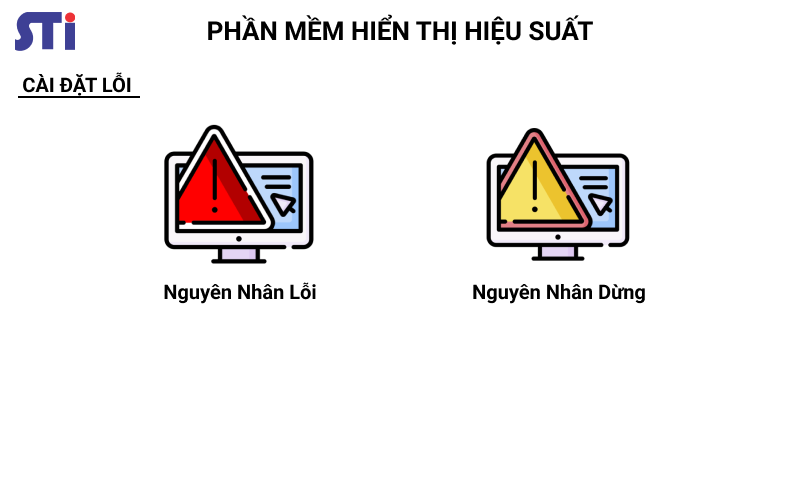 STi
PHẦN MỀM HIỂN THỊ HIỆU SUẤT
CÀI ĐẶT LỖI
Nguyên Nhân Lỗi
Nguyên Nhân Dừng